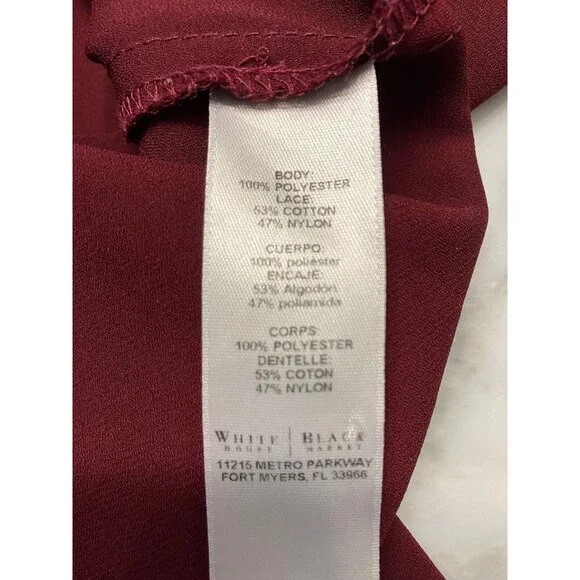 BODY:
100% POLYESTER
LACE:
53% COTTON
47% NYLON
CUERPO:
100% poliéster
ENCAJE:
53% Algodón
47% poliamida
CORPS:
100% POLYESTER
DENTELLE:
53% COTON
47% NYLON
WHITE | BLACK
HOUSE | MARKET
11215 METRO PARKWAY
FORT MYERS, FL 33966